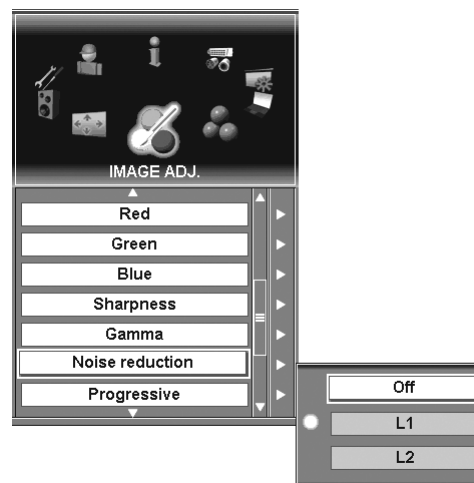 IMAGE ADJ.
Red
Green
Blue
Sharpness
Gamma
Noise reduction
Progressive
Off
L1
L2